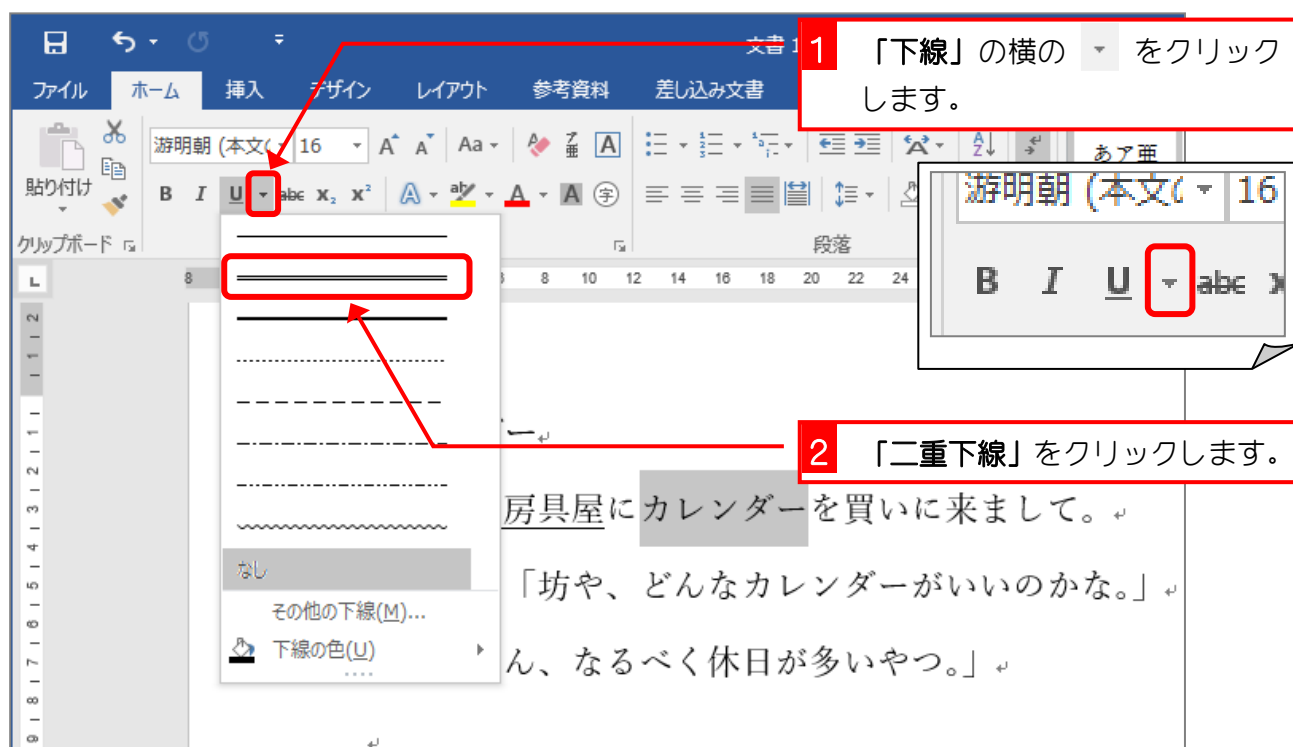 文書 1
1 「下線」の横の をクリック
します。
ファイル ホーム 挿入 デザイン レイアウト 参考資料 差し込み文書
游明朝 (本文( 16 A A Aa A
あア亜
貼り付け B I U abc x₂ x² A aby A A 字
クリップボード 段落
游明朝 (本文( 16
B I U abc
L 8 8 10 12 14 16 18 20 22 24
ー
2 「二重下線」をクリックします。
房具屋にカレンダーを買いに来まして。
なし
「坊や、どんなカレンダーがいいのかな。」
その他の下線(M)...
下線の色(U)
ん、なるべく休日が多いやつ。」